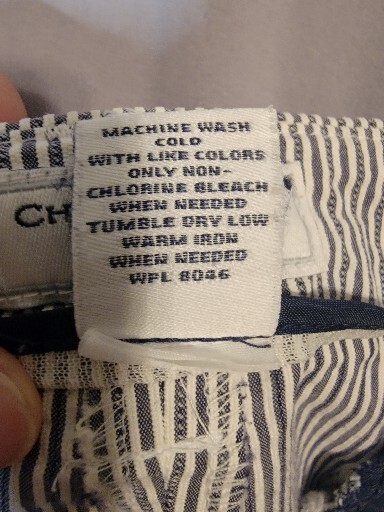 MACHINE WASH
COLD
WITH LIKE COLORS
ONLY NON-
CHLORINE BLEACH
WHEN NEEDED
TUMBLE DRY LOW
WARM IRON
WHEN NEEDED
WPL 8046
CH